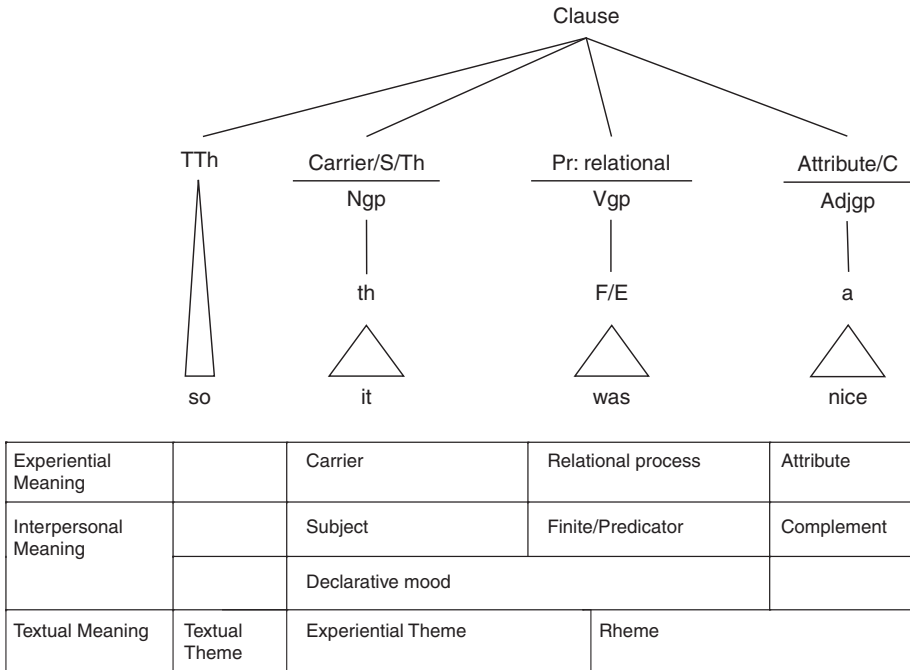 Clause
TTh Carrier/S/Th Pr: relational Attribute/C
Ngp Vgp Adjgp
th F/E a
so it was nice
Experiential Meaning Carrier Relational process Attribute
Interpersonal Meaning Subject Finite/Predicator Complement
Declarative mood
Textual Meaning Textual Theme Experiential Theme Rheme